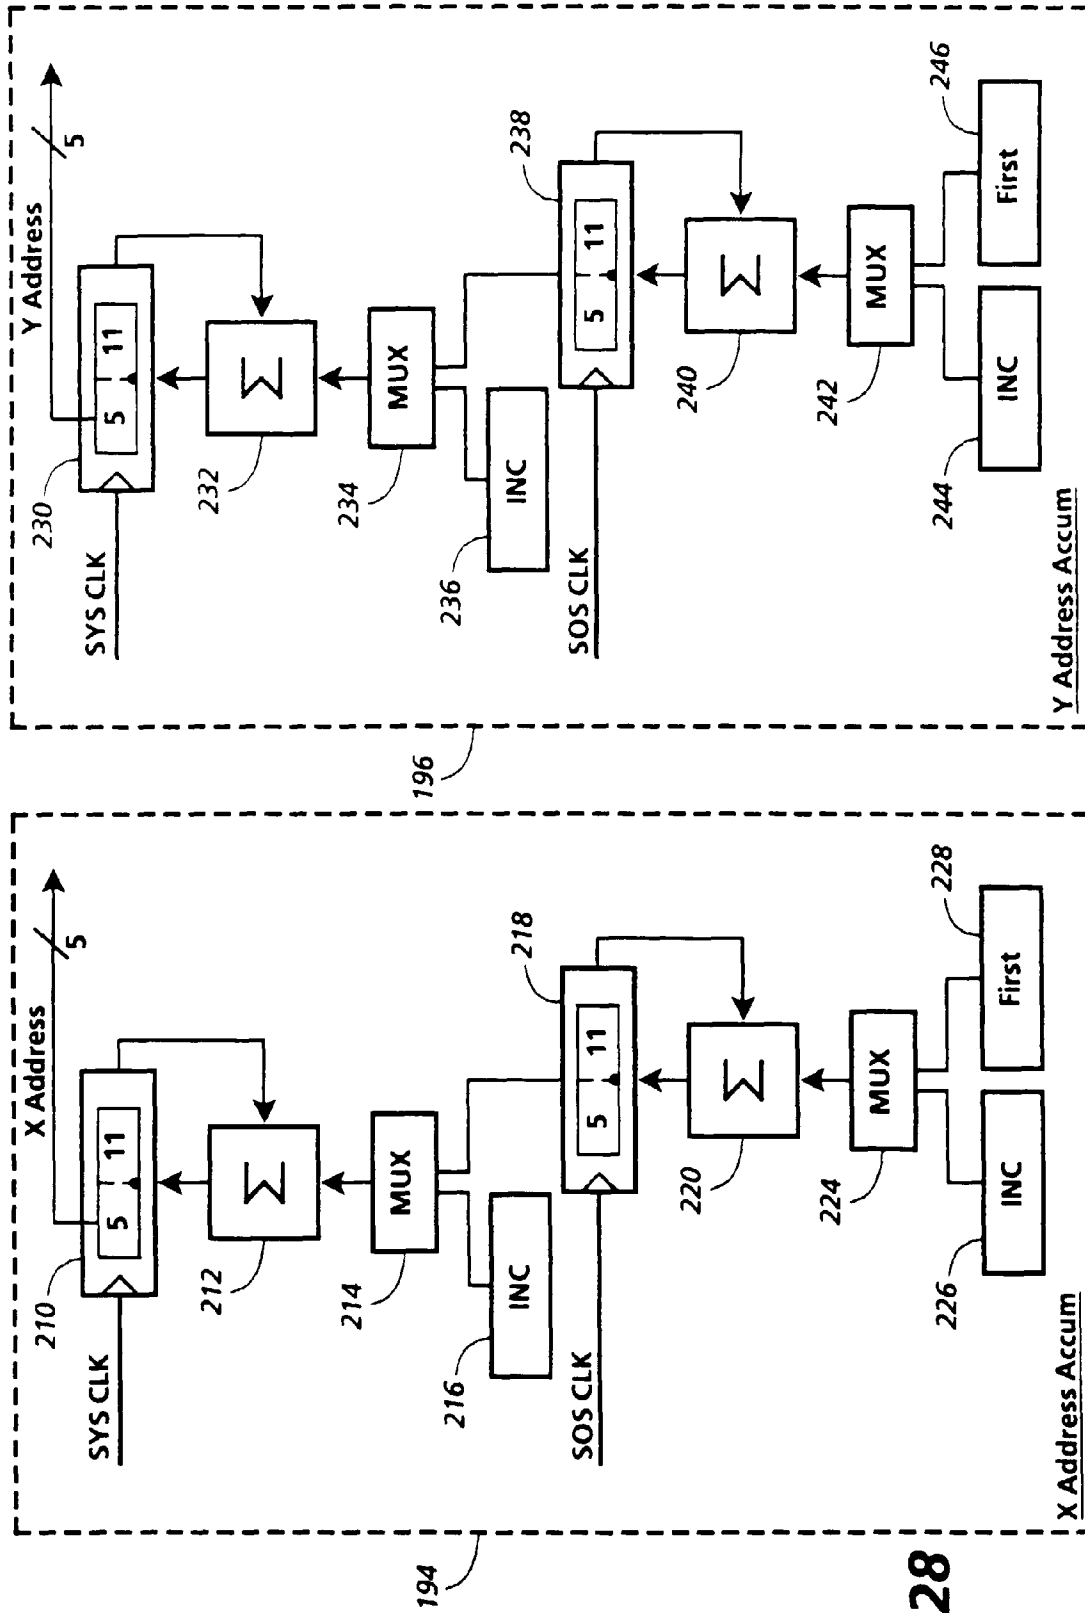 X Address
5
210
5 11
SYS CLK
212
Σ
214
MUX
216
INC
218
5 11
SOS CLK
220
Σ
224
MUX
226
INC
228
First
X Address Accum
194
Y Address
5
230
5 11
SYS CLK
232
Σ
234
MUX
236
INC
238
5 11
SOS CLK
240
Σ
242
MUX
244
INC
246
First
Y Address Accum
196
28